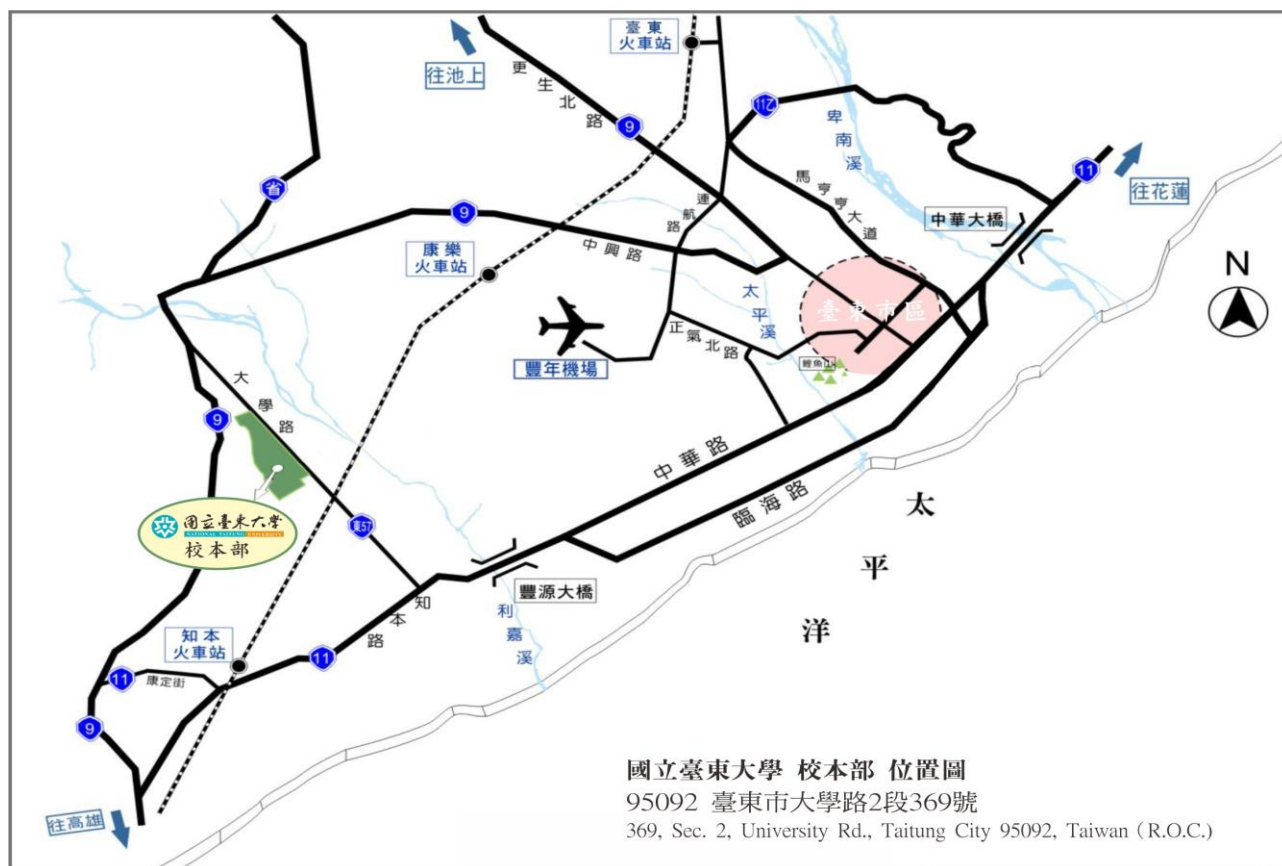 臺東
火車站
往池上
更生北路
9
11乙
卑南溪
11
往花蓮
省
9
馬亨亨大道
中華大橋
連航路
中興路
康樂
火車站
N
太平溪
臺東市區
正氣北路
豐年機場
鯉魚山
大學路
9
中華路
臨海路
太平洋
國立臺東大學
NATIONAL TAITUNG UNIVERSITY
校本部
東57
豐源大橋
知本路
利嘉溪
知本
火車站
11
11
康定街
9
往高雄
國立臺東大學 校本部 位置圖
95092 臺東市大學路2段369號
369, Sec. 2, University Rd., Taitung City 95092, Taiwan (R.O.C.)